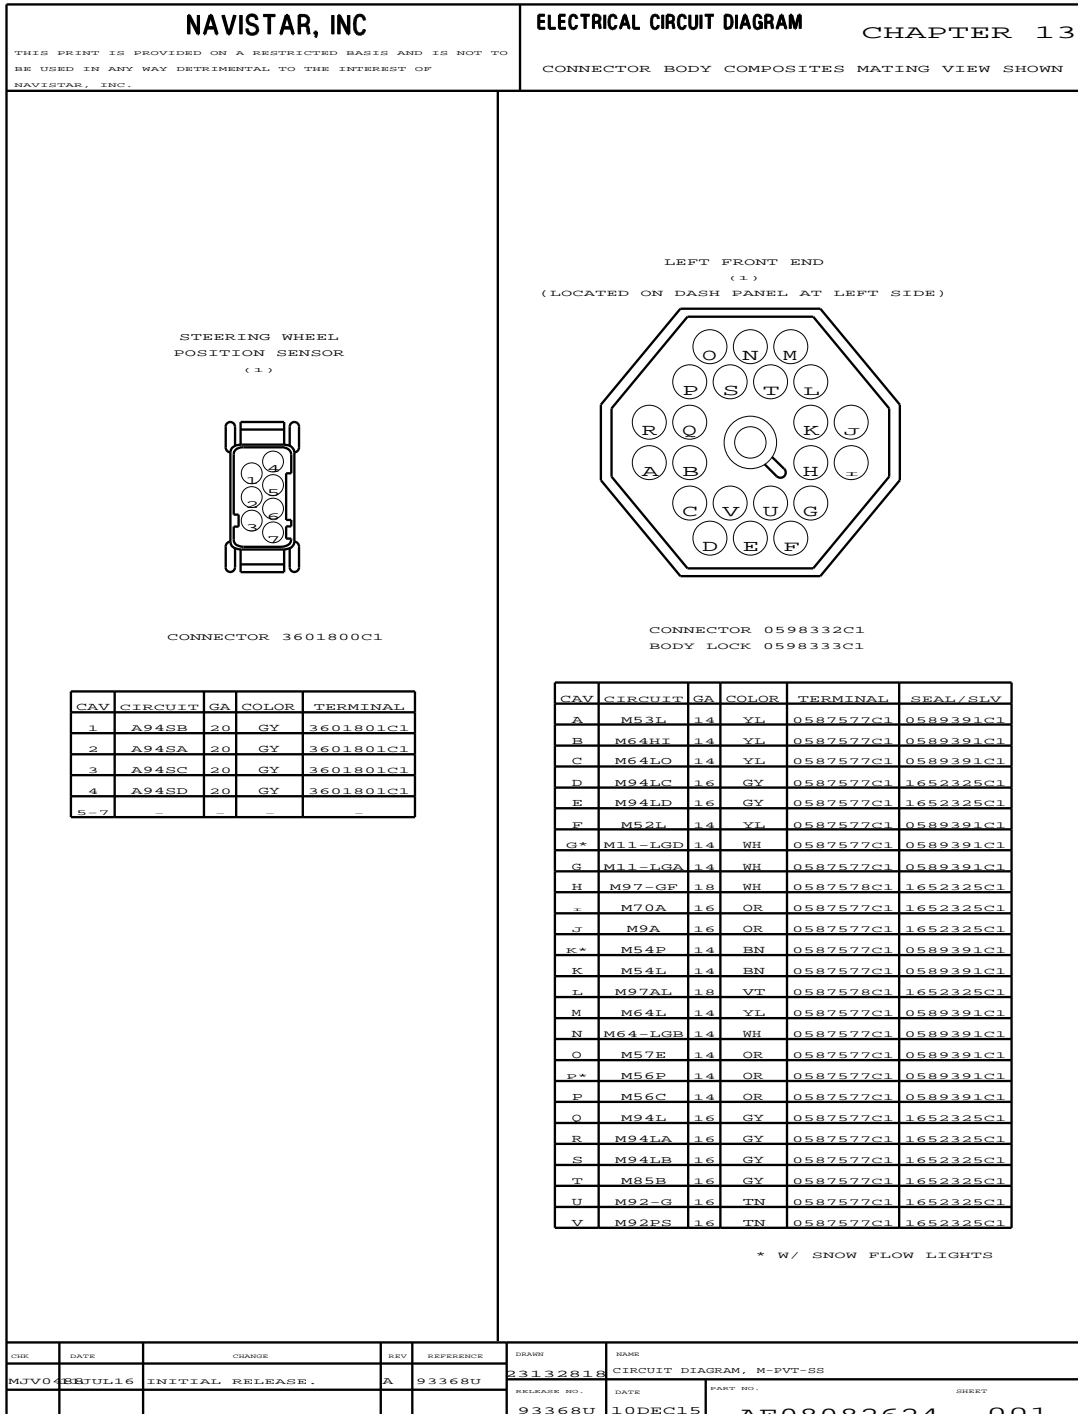 NAVISTAR, INC
THIS PRINT IS PROVIDED ON A RESTRICTED BASIS AND IS NOT TO
BE USED IN ANY WAY DETRIMENTAL TO THE INTEREST OF
NAVISTAR, INC.
ELECTRICAL CIRCUIT DIAGRAM
CHAPTER 13
CONNECTOR BODY COMPOSITES MATING VIEW SHOWN
STEERING WHEEL
POSITION SENSOR
(1)
4
1
5
2
6
3
7
CONNECTOR 3601800C1
CAV CIRCUIT GA COLOR TERMINAL
1 A94SB 20 GY 3601801C1
2 A94SA 20 GY 3601801C1
3 A94SC 20 GY 3601801C1
4 A94SD 20 GY 3601801C1
5-7 - - - -
LEFT FRONT END
(1)
(LOCATED ON DASH PANEL AT LEFT SIDE)
O N M
P S T L
R Q K J
A B H I
C V U G
D E F
CONNECTOR 0598332C1
BODY LOCK 0598333C1
CAV CIRCUIT GA COLOR TERMINAL SEAL/SLV
A M53L 14 YL 0587577C1 0589391C1
B M64HI 14 YL 0587577C1 0589391C1
C M64LO 14 YL 0587577C1 0589391C1
D M94LC 16 GY 0587577C1 1652325C1
E M94LD 16 GY 0587577C1 1652325C1
F M52L 14 YL 0587577C1 0589391C1
G* M11-LGD 14 WH 0587577C1 0589391C1
G M11-LGA 14 WH 0587577C1 0589391C1
H M97-GF 18 WH 0587578C1 1652325C1
I M70A 16 OR 0587577C1 1652325C1
J M9A 16 OR 0587577C1 1652325C1
K* M54P 14 BN 0587577C1 0589391C1
K M54L 14 BN 0587577C1 0589391C1
L M97AL 18 VT 0587578C1 1652325C1
M M64L 14 YL 0587577C1 0589391C1
N M64-LGB 14 WH 0587577C1 0589391C1
O M57E 14 OR 0587577C1 0589391C1
P* M56P 14 OR 0587577C1 0589391C1
P M56C 14 OR 0587577C1 0589391C1
Q M94L 16 GY 0587577C1 1652325C1
R M94LA 16 GY 0587577C1 1652325C1
S M94LB 16 GY 0587577C1 1652325C1
T M85B 16 GY 0587577C1 1652325C1
U M92-G 16 TN 0587577C1 1652325C1
V M92PS 16 TN 0587577C1 1652325C1
* W/ SNOW FLOW LIGHTS
CHK DATE CHANGE REV REFERENCE
INITIAL RELEASE. A 93368U
DRAWN
23132818
NAME
CIRCUIT DIAGRAM, M-PVT-SS
RELEASE NO.
93368U
DATE
10DEC15
PART NO. SHEET